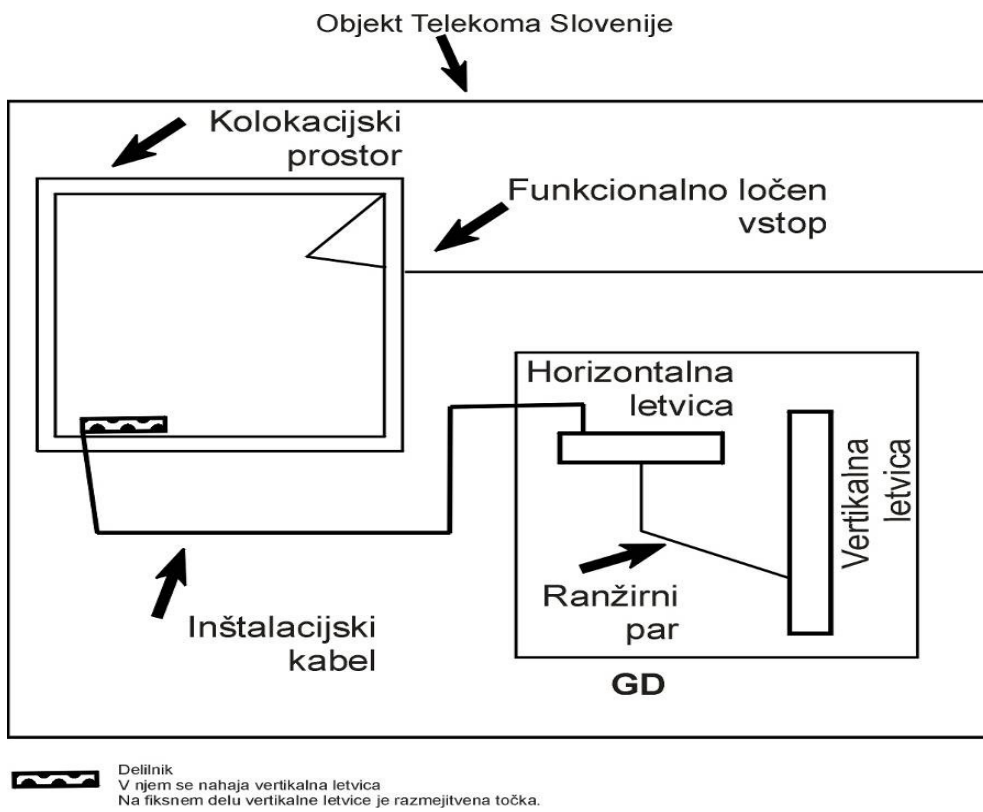 Objekt Telekoma Slovenije
Kolokacijski
prostor
Funkcionalno ločen
vstop
Horizontalna
letvica
Vertikalna
letvica
Ranžirni
par
Inštalacijski
kabel
GD
Delilnik
V njem se nahaja vertikalna letvica
Na fiksnem delu vertikalne letvice je razmejitvena točka.